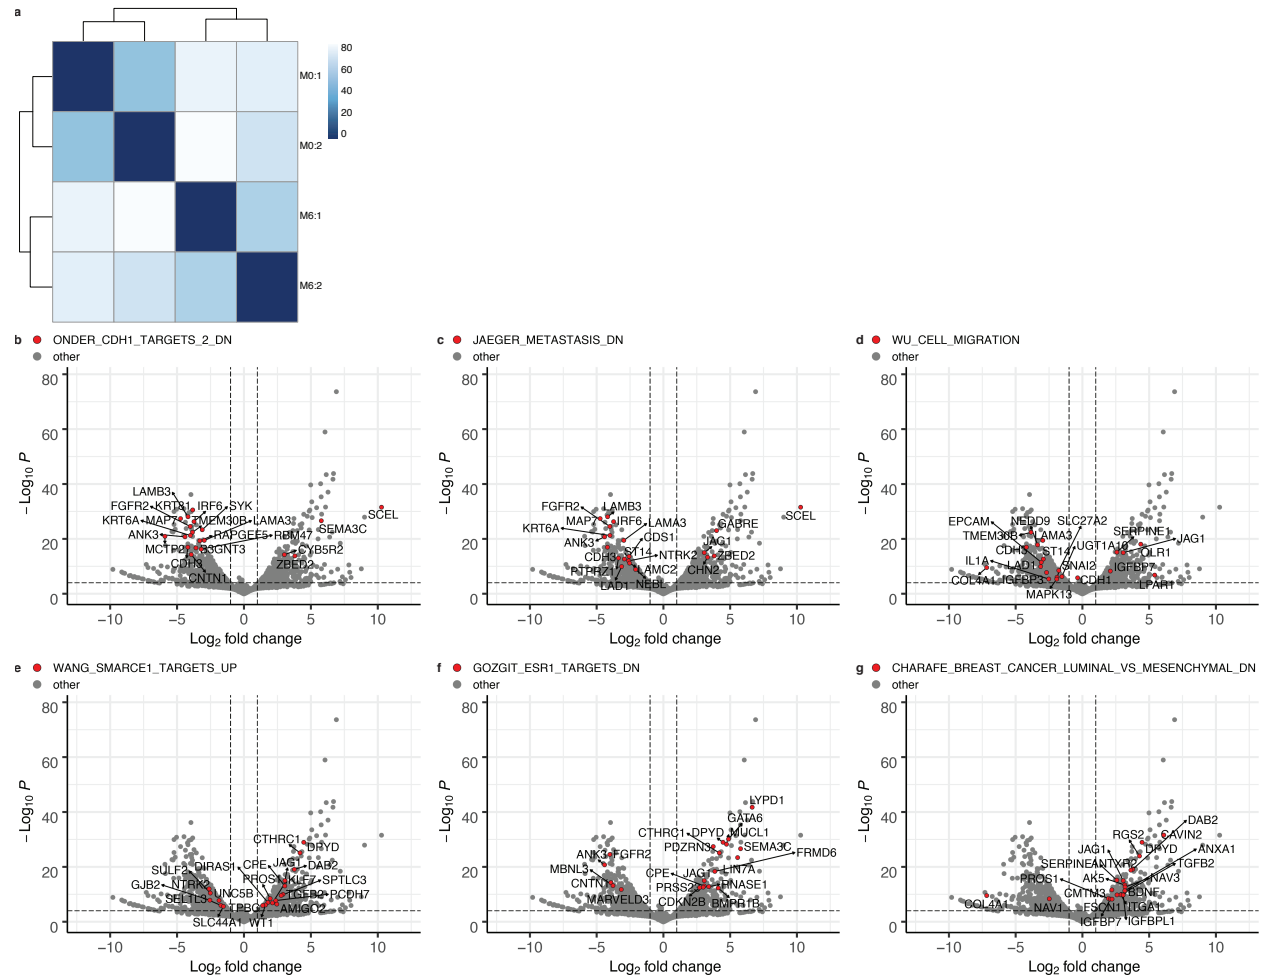 a
80
60
40
20
0
M0:1
M0:2
M6:1
M6:2
b ONDER_CDH1_TARGETS_2_DN
other
80
60
40
20
0
−Log10 P
LAMB3
FGFR2 KRT81 IRF6 SYK
KRT6A MAP7 TMEM30B LAMA3
ANK3 RAPGEF5 RBM47
MCTP2 B3GNT3
CDH3
CNTN1
SCEL
SEMA3C
CYB5R2
ZBED2
−10 −5 0 5 10
Log2 fold change
c JAEGER_METASTASIS_DN
other
80
60
40
20
0
−Log10 P
FGFR2 LAMB3
MAP7 IRF6 LAMA3
KRT6A CDS1
ANK3 ST14
CDH3 NTRK2
PTPRZ1 LAMC2
LAD1 NEBL
SCEL
GABRE
JAG1
ZBED2
CHN2
−10 −5 0 5 10
Log2 fold change
d WU_CELL_MIGRATION
other
80
60
40
20
0
−Log10 P
EPCAM NEDD9 SLC27A2
TMEM30B LAMA3
CDH3 ST14 UGT1A10
IL1A LAD1 SNAI2
COL4A1 IGFBP3 CDH1
MAPK13
SERPINE1
JAG1
OLR1
IGFBP7
LPAR1
−10 −5 0 5 10
Log2 fold change
e WANG_SMARCE1_TARGETS_UP
other
80
60
40
20
0
−Log10 P
CTHRC1
DPYD
SULF2 DIRAS1 CPE JAG1 DAB2
GJB2 NTRK2 PROS1 KLF7 SPTLC3
SEL1L3 UNC5B IGFBP7 PCDH7
TPBG AMIGO2
SLC44A1 WT1
−10 −5 0 5 10
Log2 fold change
f GOZGIT_ESR1_TARGETS_DN
other
80
60
40
20
0
−Log10 P
LYPD1
GATA6
CTHRC1 DPYD MUCL1
PDZRN3 SEMA3C
ANK3 FGFR2 FRMD6
MBNL3 CPE JAG1 LIN7A
CNTN1 PRSS23 RNASE1
MARVELD3 CDKN2B BMPR1B
−10 −5 0 5 10
Log2 fold change
g CHARAFE_BREAST_CANCER_LUMINAL_VS_MESENCHYMAL_DN
other
80
60
40
20
0
−Log10 P
DAB2
RGS2 CAVIN2
JAG1 DPYD ANXA1
SERPINE1 ANTXR2 TGFB2
PROS1 NAV3
AK5
CMTM3 BDNF
COL4A1 NAV1 FSCN1 ITGA1
IGFBP7 IGFBPL1
−10 −5 0 5 10
Log2 fold change